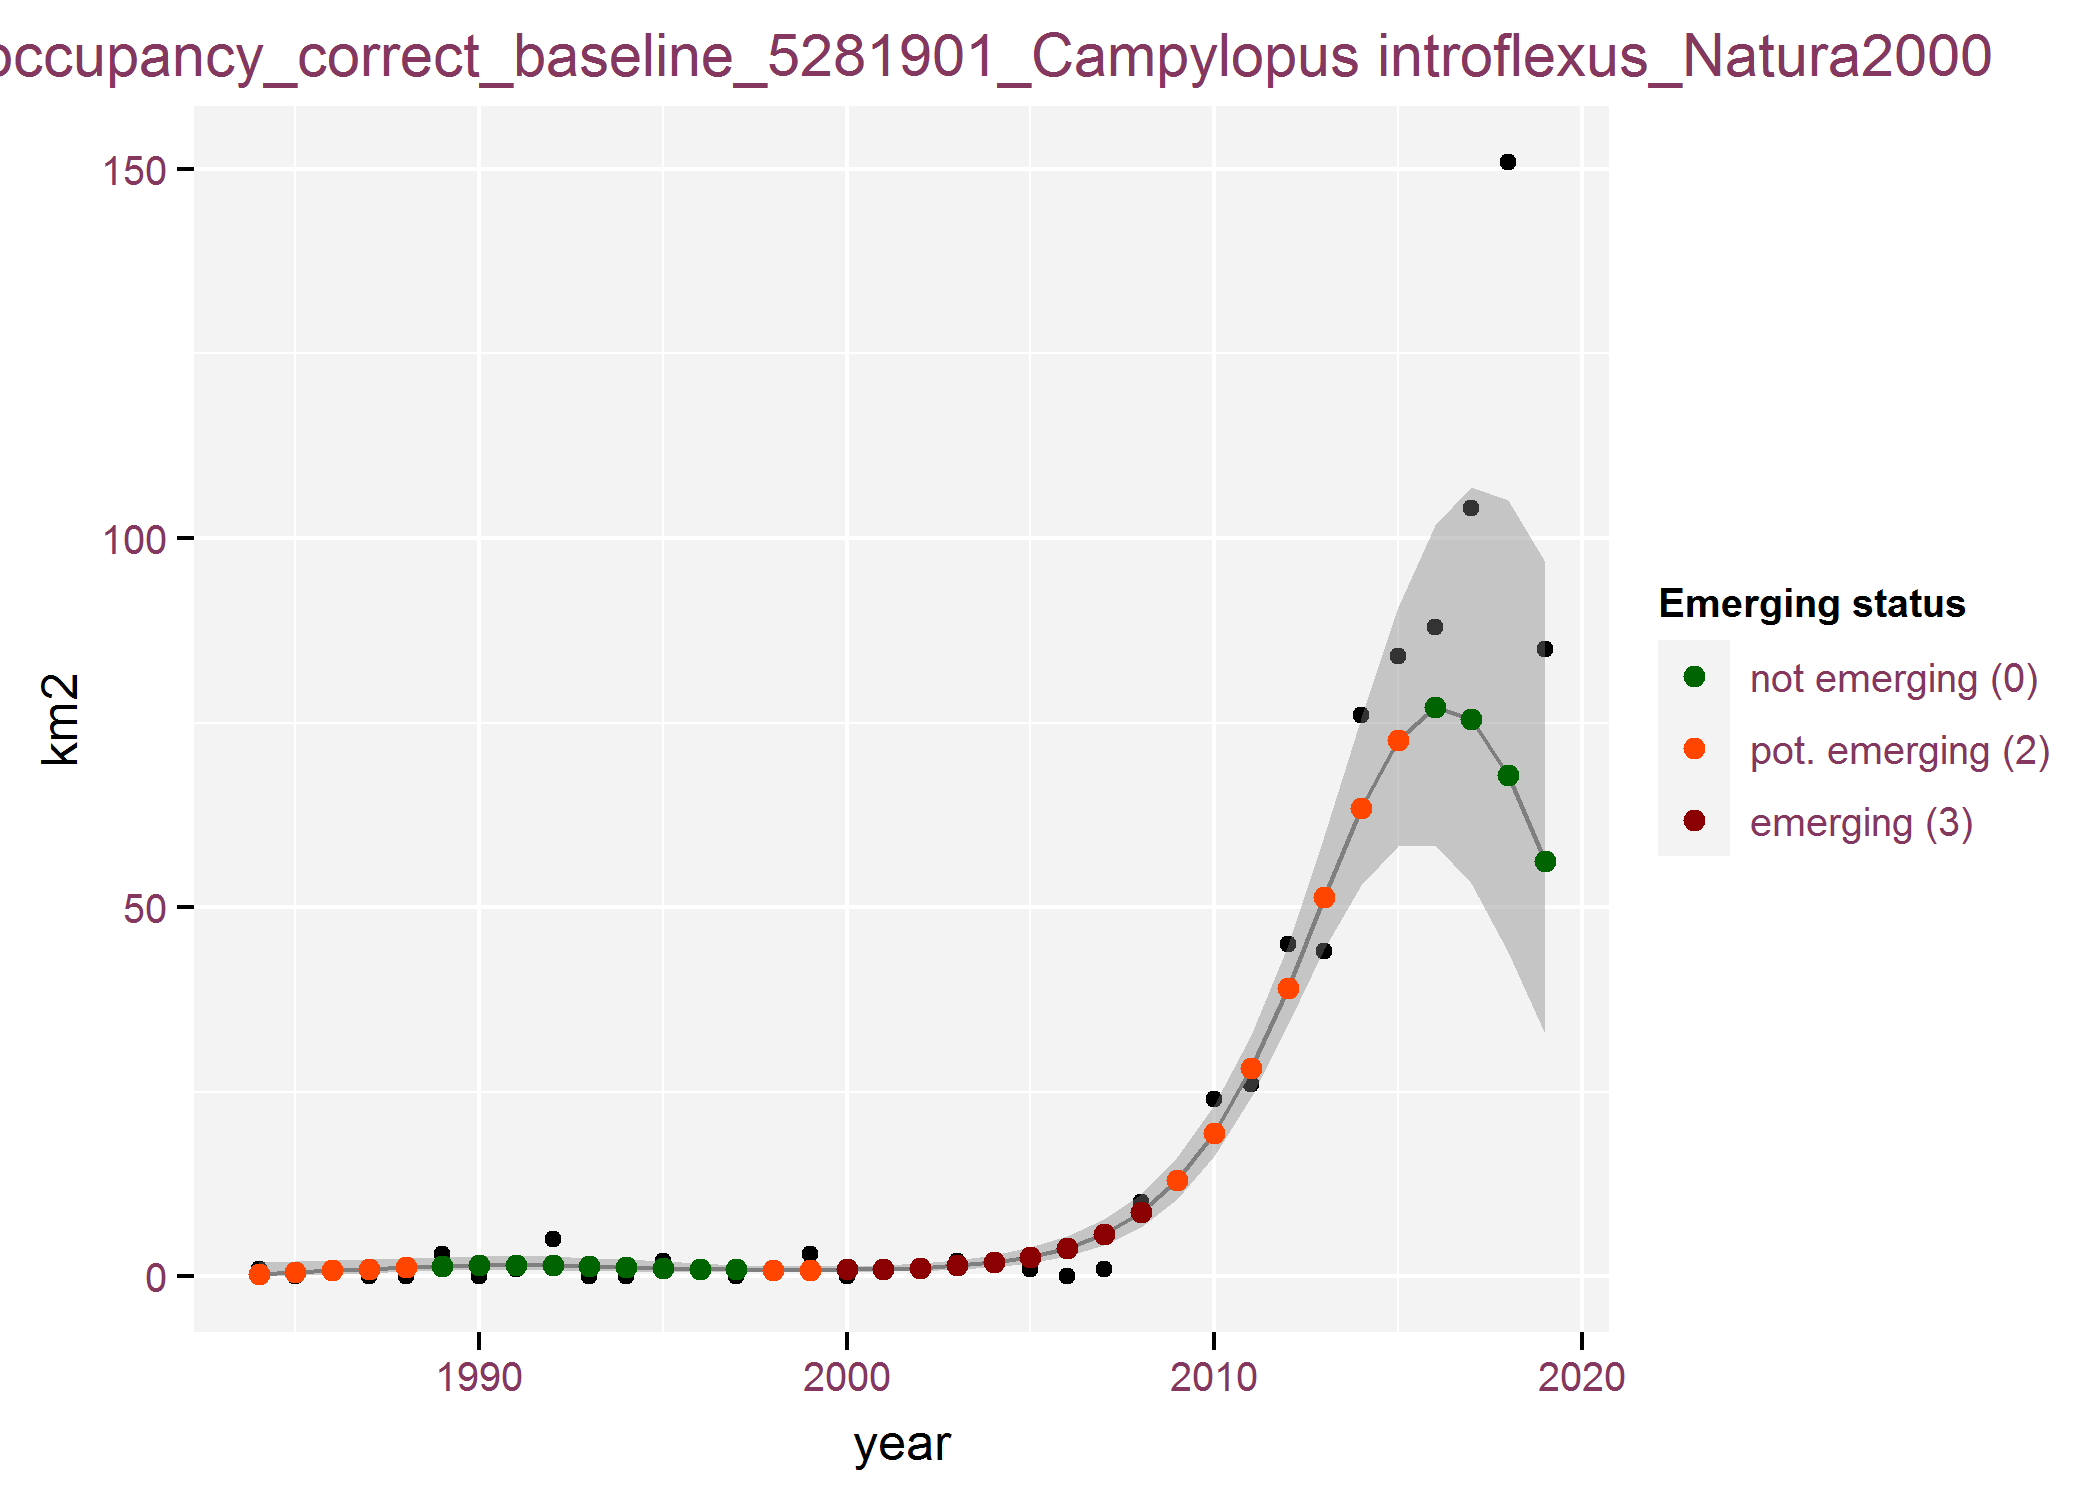 occupancy_correct_baseline_5281901_Campylopus introflexus_Natura2000
150
100
50
0
km2
1990
2000
2010
2020
year
Emerging status
not emerging (0)
pot. emerging (2)
emerging (3)